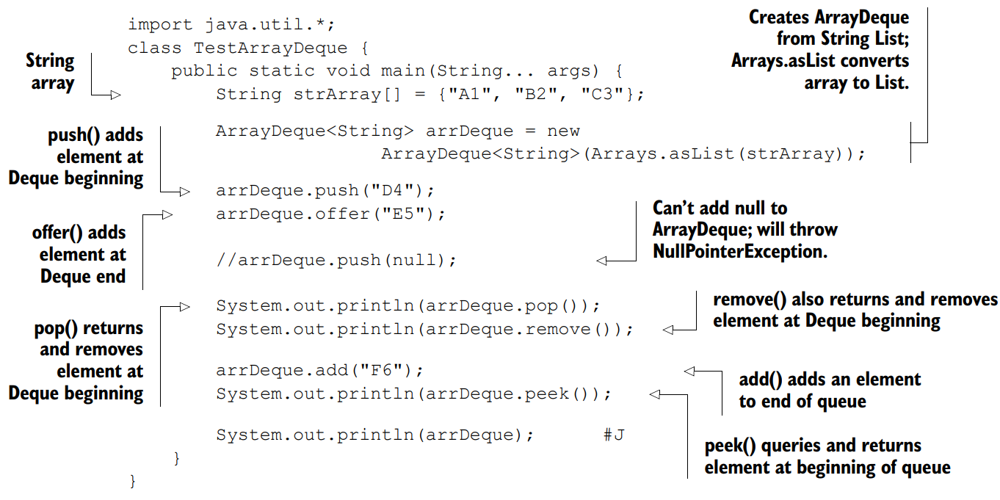 Creates ArrayDeque
from String List;
Arrays.asList converts
array to List.
import java.util.*;
class TestArrayDeque {
String
array
public static void main(String... args) {
String strArray[] = {"A1", "B2", "C3"};
push() adds
element at
Deque beginning
ArrayDeque<String> arrDeque = new
ArrayDeque<String>(Arrays.asList(strArray));
arrDeque.push("D4");
arrDeque.offer("E5");
offer() adds
element at
Deque end
Can't add null to
ArrayDeque; will throw
NullPointerException.
//arrDeque.push(null);
pop() returns
and removes
element at
Deque beginning
System.out.println(arrDeque.pop());
System.out.println(arrDeque.remove());
remove() also returns and removes
element at Deque beginning
arrDeque.add("F6");
System.out.println(arrDeque.peek());
add() adds an element
to end of queue
System.out.println(arrDeque); #J
peek() queries and returns
element at beginning of queue
}
}